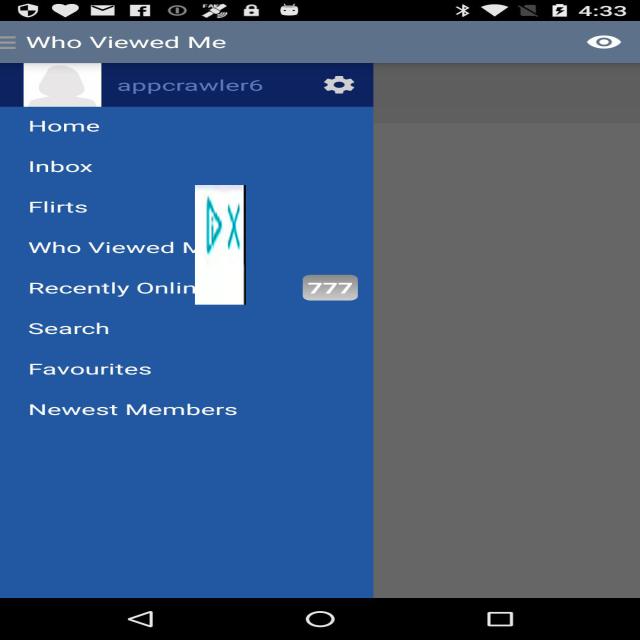 4:33
Who Viewed Me
appcrawler6
Home
Inbox
Flirts
Who Viewed
Recently Onlin
777
Search
Favourites
Newest Members